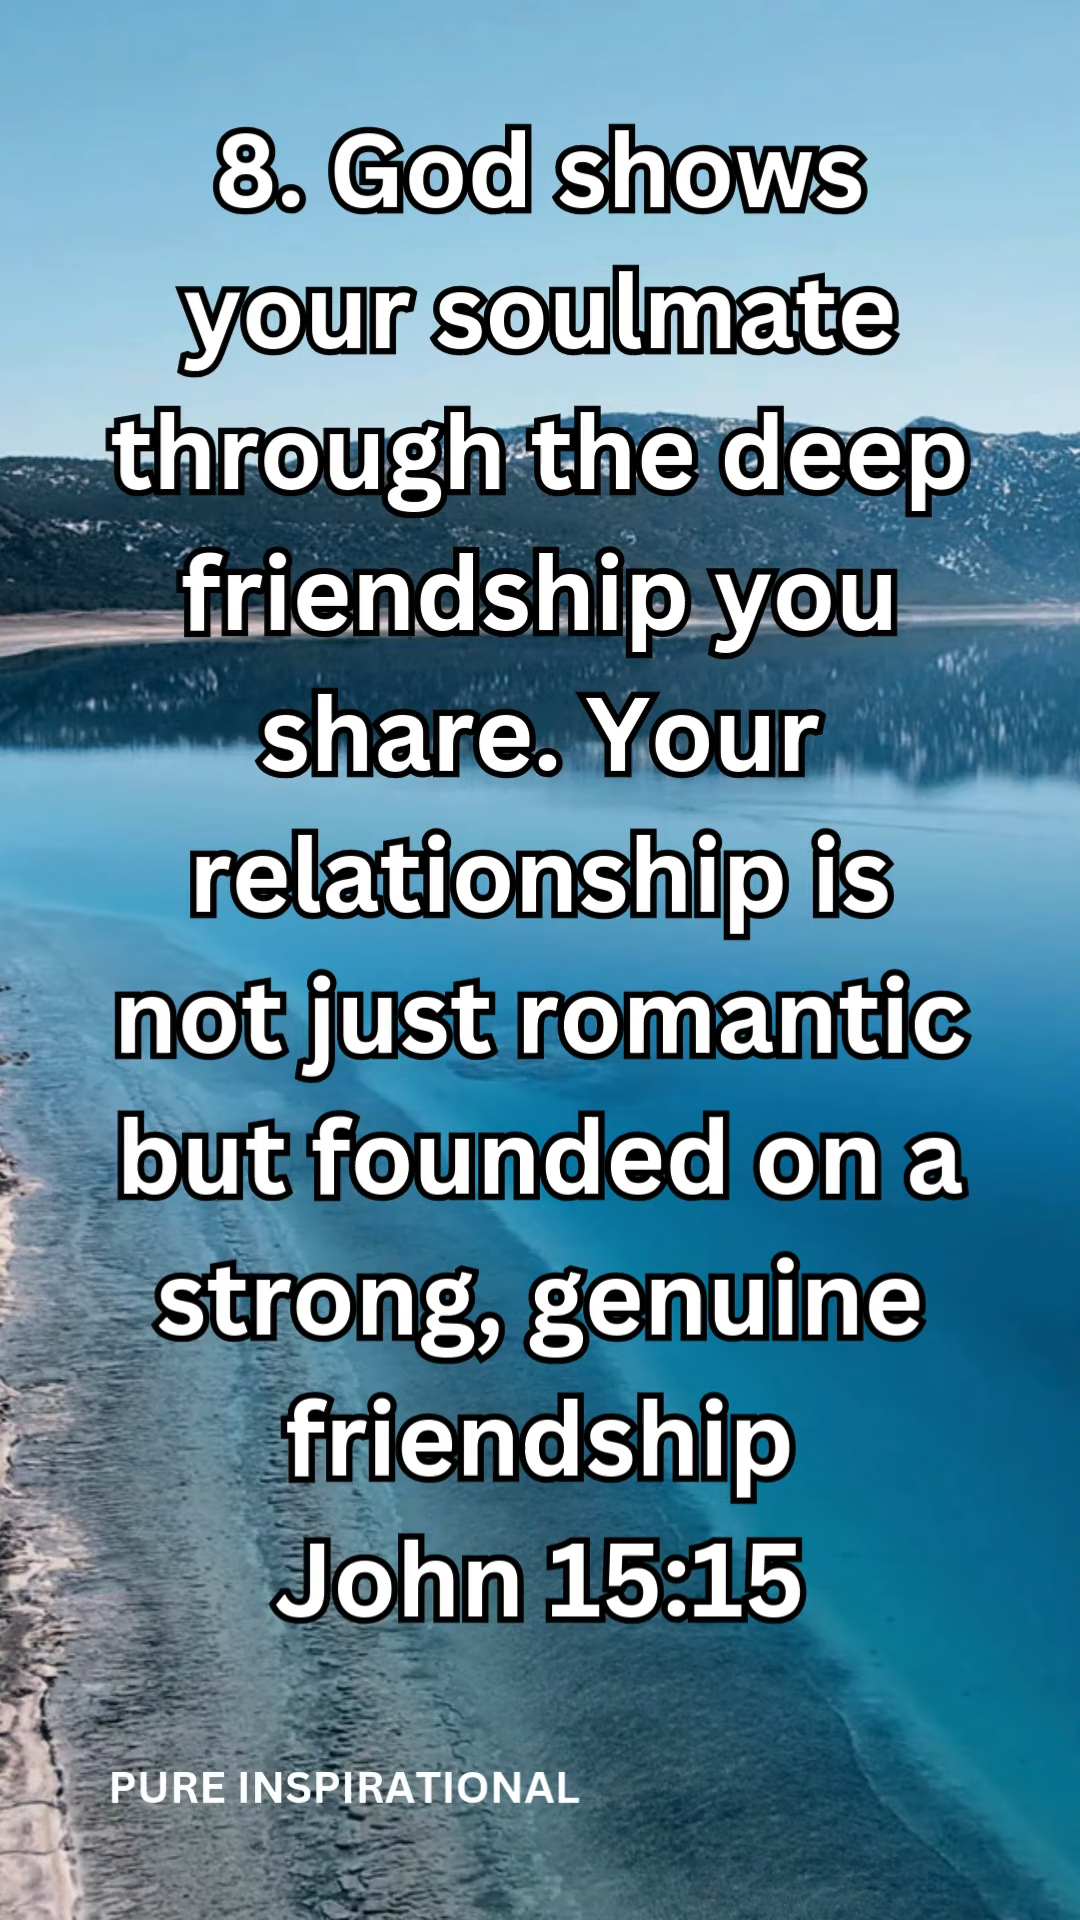 8. God shows
your soulmate
through the deep
friendship you
share. Your
relationship is
not just romantic
but founded on a
strong, genuine
friendship
John 15:15
PURE INSPIRATIONAL